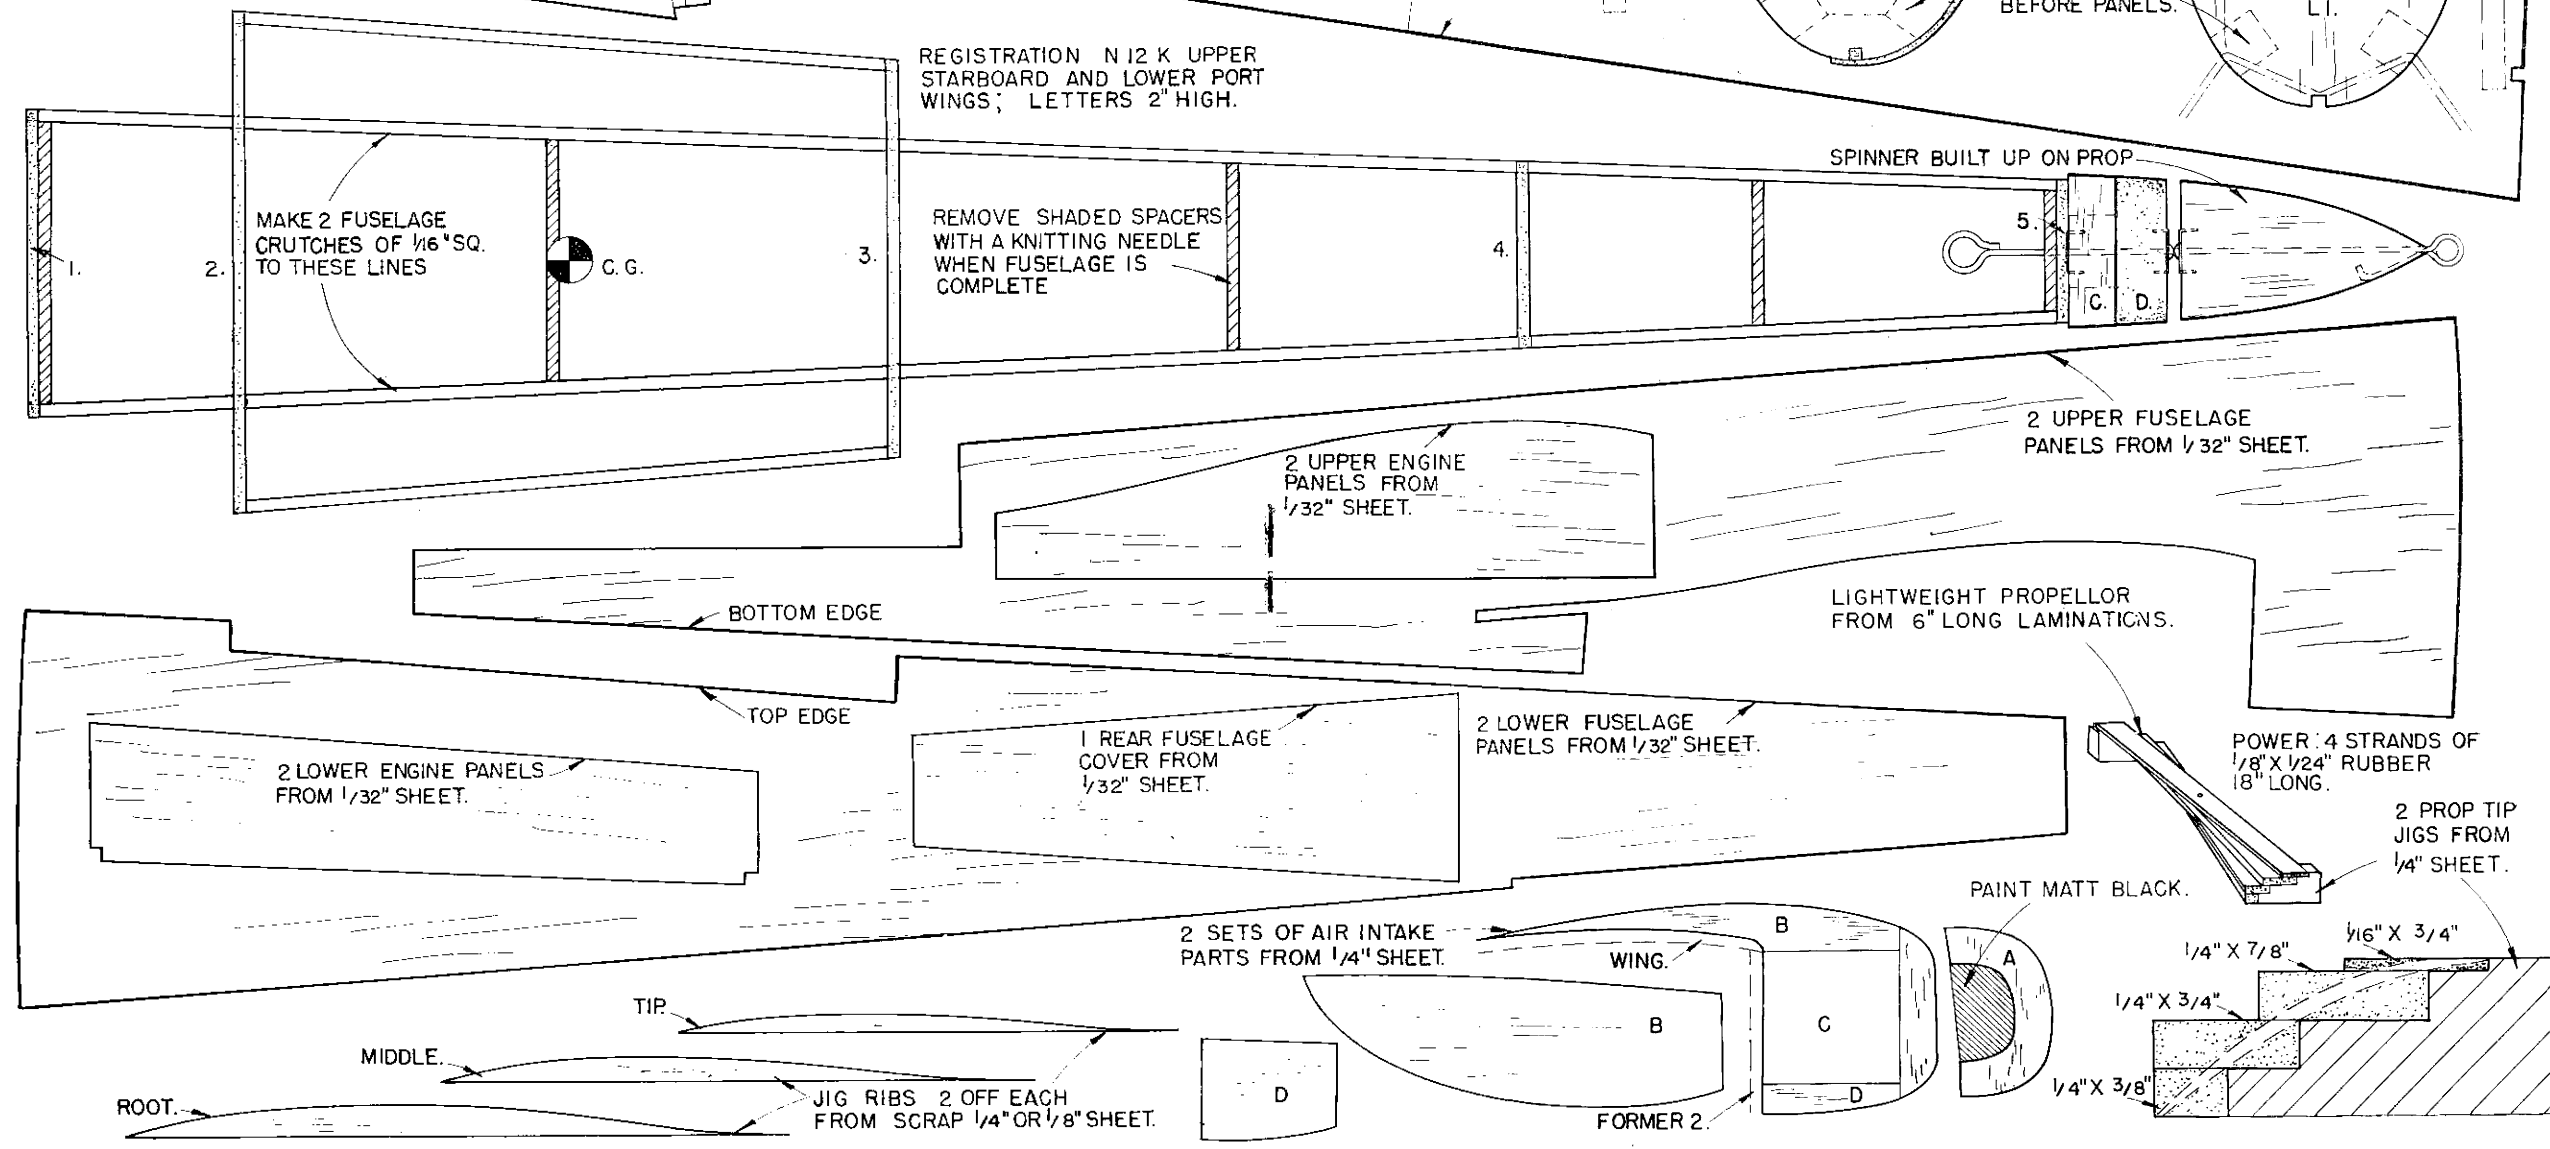 BEFORE PANELS.
L1.
REGISTRATION N 12 K UPPER
STARBOARD AND LOWER PORT
WINGS; LETTERS 2" HIGH.
SPINNER BUILT UP ON PROP
MAKE 2 FUSELAGE
CRUTCHES OF 1/16" SQ.
TO THESE LINES
1.
2.
C. G.
3.
REMOVE SHADED SPACERS
WITH A KNITTING NEEDLE
WHEN FUSELAGE IS
COMPLETE
4.
5.
C.
D.
2 UPPER FUSELAGE
PANELS FROM 1/32" SHEET.
2 UPPER ENGINE
PANELS FROM
1/32" SHEET.
BOTTOM EDGE
LIGHTWEIGHT PROPELLOR
FROM 6" LONG LAMINATIONS.
TOP EDGE
2 LOWER ENGINE PANELS
FROM 1/32" SHEET.
1 REAR FUSELAGE
COVER FROM
1/32" SHEET.
2 LOWER FUSELAGE
PANELS FROM 1/32" SHEET.
POWER: 4 STRANDS OF
1/8" X 1/24" RUBBER
18" LONG.
2 PROP TIP
JIGS FROM
1/4" SHEET.
PAINT MATT BLACK.
2 SETS OF AIR INTAKE
PARTS FROM 1/4" SHEET.
WING.
B
A
B
C
D
D
FORMER 2.
1/16" X 3/4"
1/4" X 7/8"
1/4" X 3/4"
1/4" X 3/8"
TIP.
MIDDLE.
ROOT.
JIG RIBS 2 OFF EACH
FROM SCRAP 1/4" OR 1/8" SHEET.